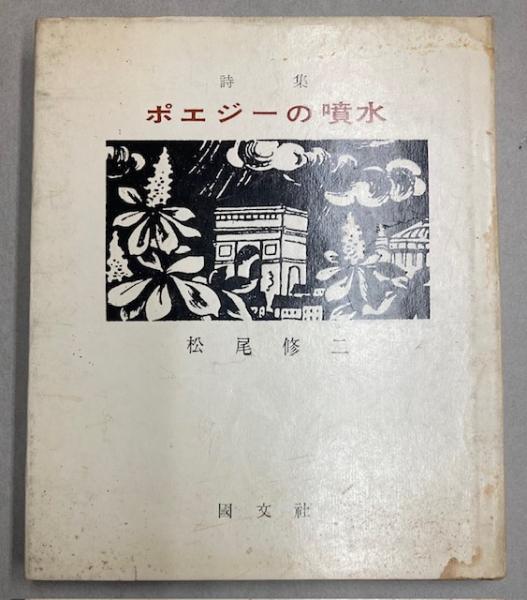 詩集
ポエジーの噴水
松尾修二
國文社